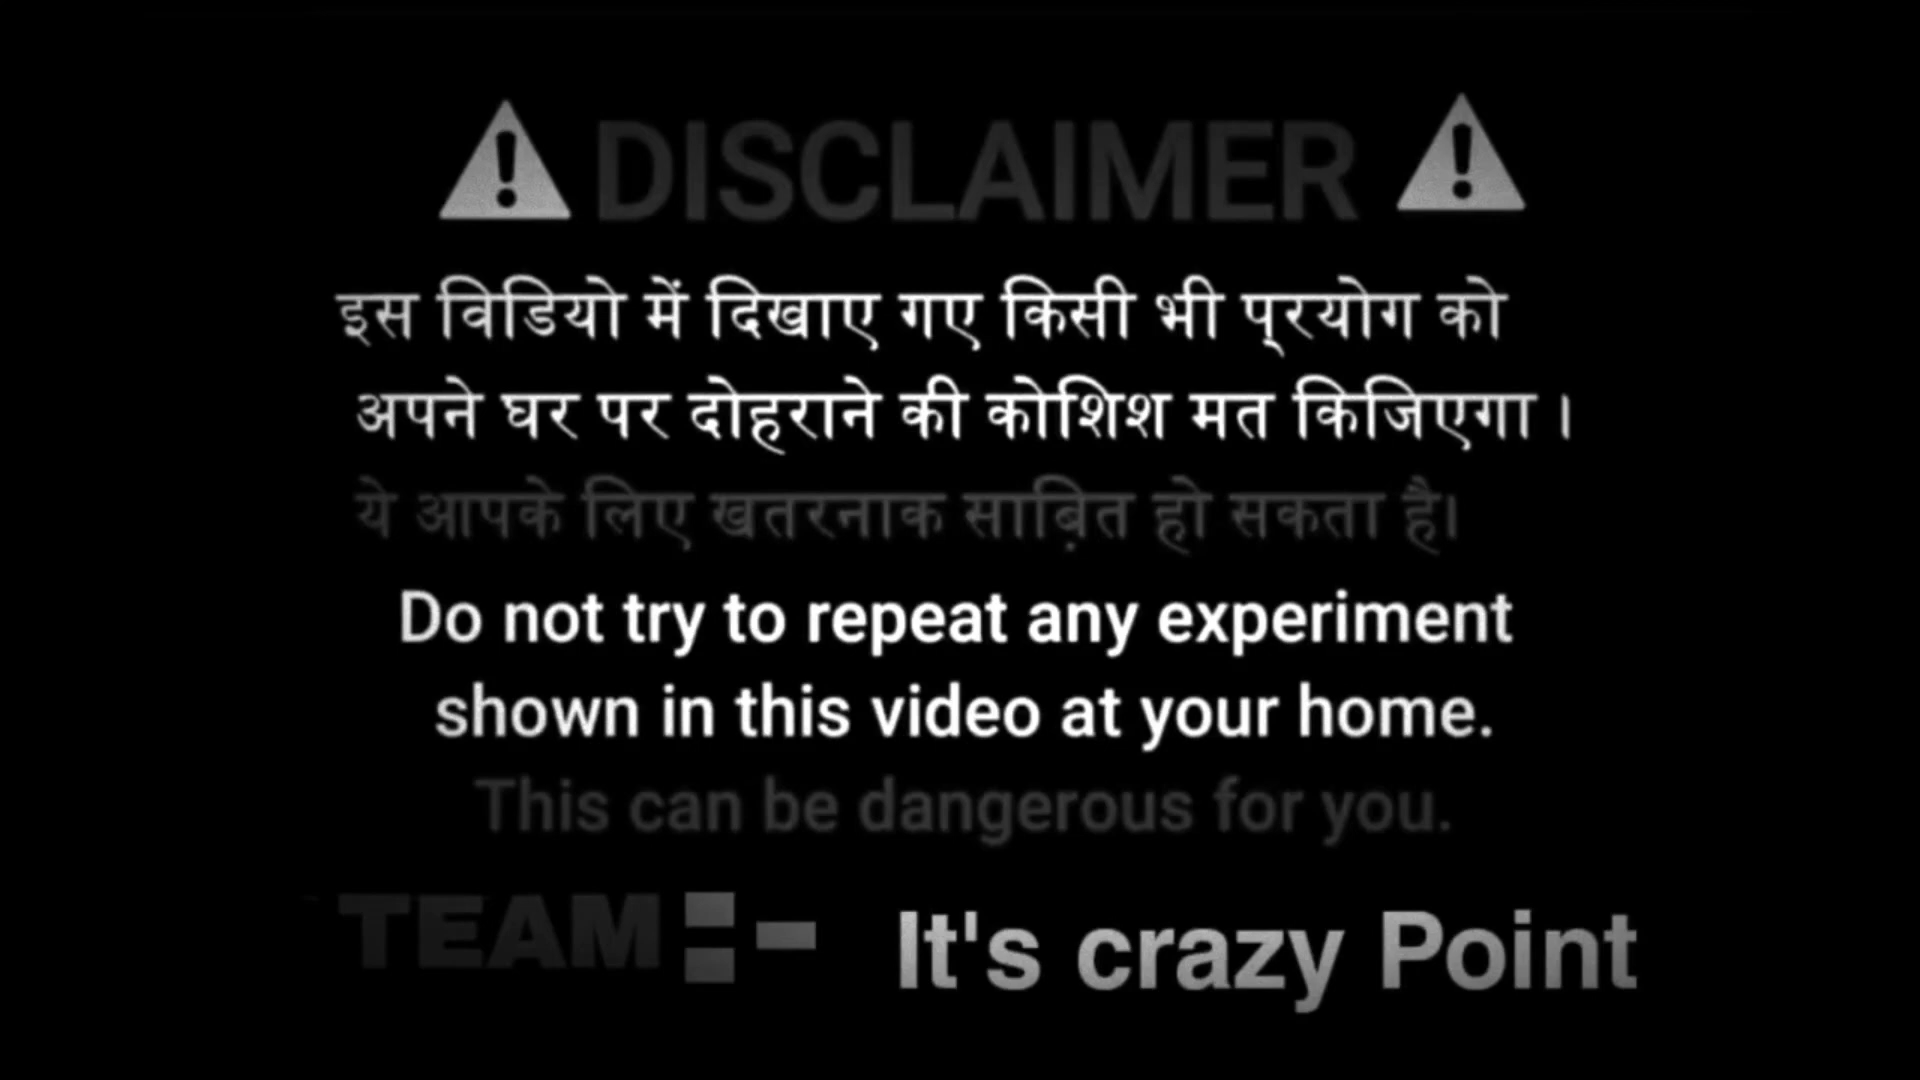 DISCLAIMER
इस विडियो में दिखाए गए किसी भी प्रयोग को
अपने घर पर दोहराने की कोशिश मत किजिएगा ।
ये आपके लिए खतरनाक साब़ित हो सकता है।
Do not try to repeat any experiment
shown in this video at your home.
This can be dangerous for you.
TEAM:- It's crazy Point